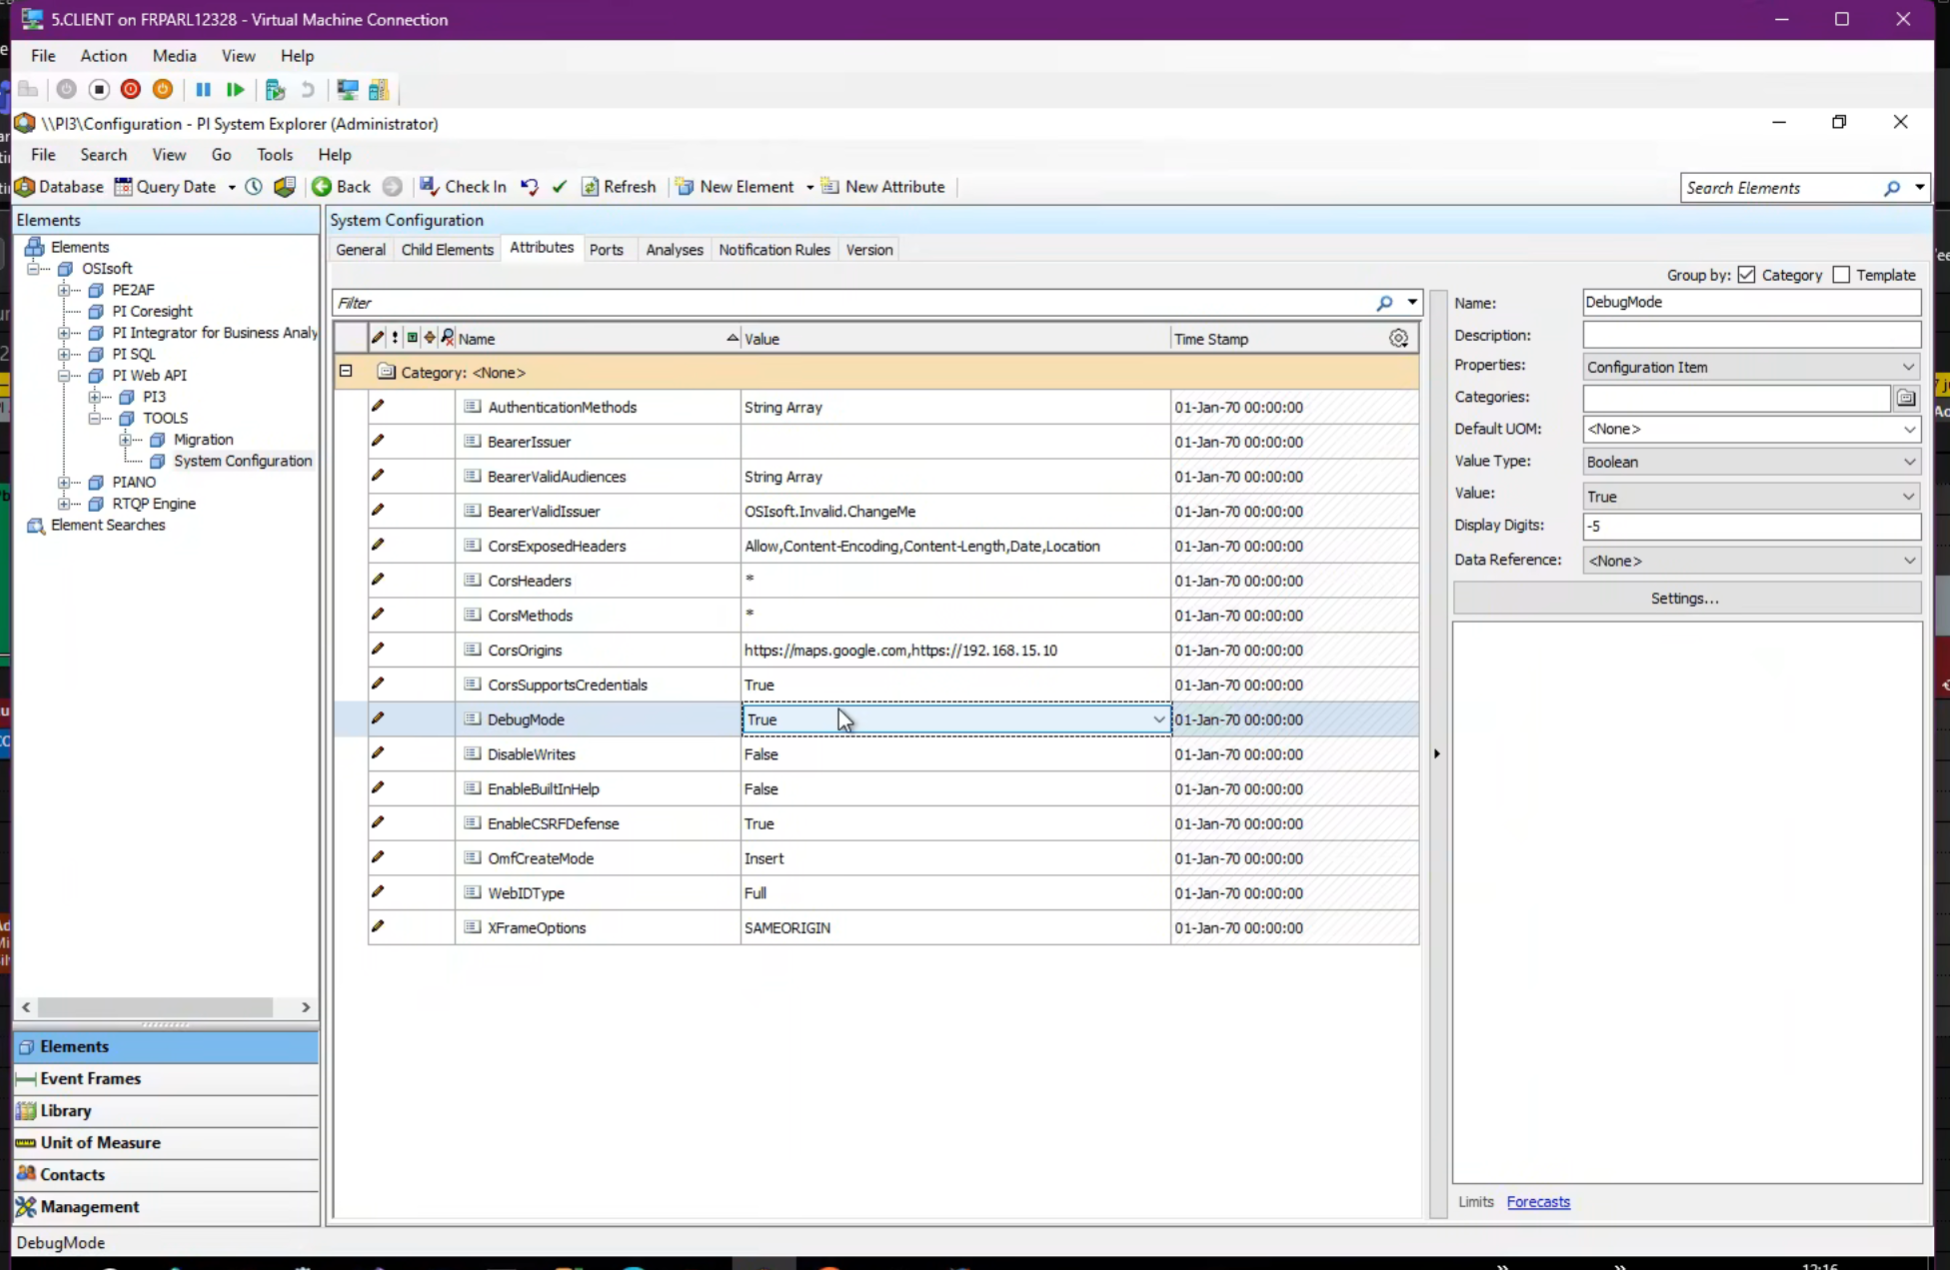 5.CLIENT on FRPARL12328 - Virtual Machine Connection
File Action Media View Help
\\PI3\Configuration - PI System Explorer (Administrator)
File Search View Go Tools Help
Database Query Date Back Check In Refresh New Element New Attribute Search Elements
Elements
Elements
OSIsoft
PE2AF
PI Coresight
PI Integrator for Business Analy
PI SQL
PI Web API
PI3
TOOLS
Migration
System Configuration
PIANO
RTQP Engine
Element Searches
Elements
Event Frames
Library
Unit of Measure
Contacts
Management
System Configuration
General Child Elements Attributes Ports Analyses Notification Rules Version
Group by: Category Template
Filter
Name Value Time Stamp
Category: <None>
AuthenticationMethods String Array 01-Jan-70 00:00:00
BearerIssuer 01-Jan-70 00:00:00
BearerValidAudiences String Array 01-Jan-70 00:00:00
BearerValidIssuer OSIsoft.Invalid.ChangeMe 01-Jan-70 00:00:00
CorsExposedHeaders Allow,Content-Encoding,Content-Length,Date,Location 01-Jan-70 00:00:00
CorsHeaders * 01-Jan-70 00:00:00
CorsMethods * 01-Jan-70 00:00:00
CorsOrigins https://maps.google.com,https://192.168.15.10 01-Jan-70 00:00:00
CorsSupportsCredentials True 01-Jan-70 00:00:00
DebugMode True 01-Jan-70 00:00:00
DisableWrites False 01-Jan-70 00:00:00
EnableBuiltInHelp False 01-Jan-70 00:00:00
EnableCSRFDefense True 01-Jan-70 00:00:00
OmfCreateMode Insert 01-Jan-70 00:00:00
WebIDType Full 01-Jan-70 00:00:00
XFrameOptions SAMEORIGIN 01-Jan-70 00:00:00
Name: DebugMode
Description:
Properties: Configuration Item
Categories:
Default UOM: <None>
Value Type: Boolean
Value: True
Display Digits: -5
Data Reference: <None>
Settings...
Limits Forecasts
DebugMode
12:16